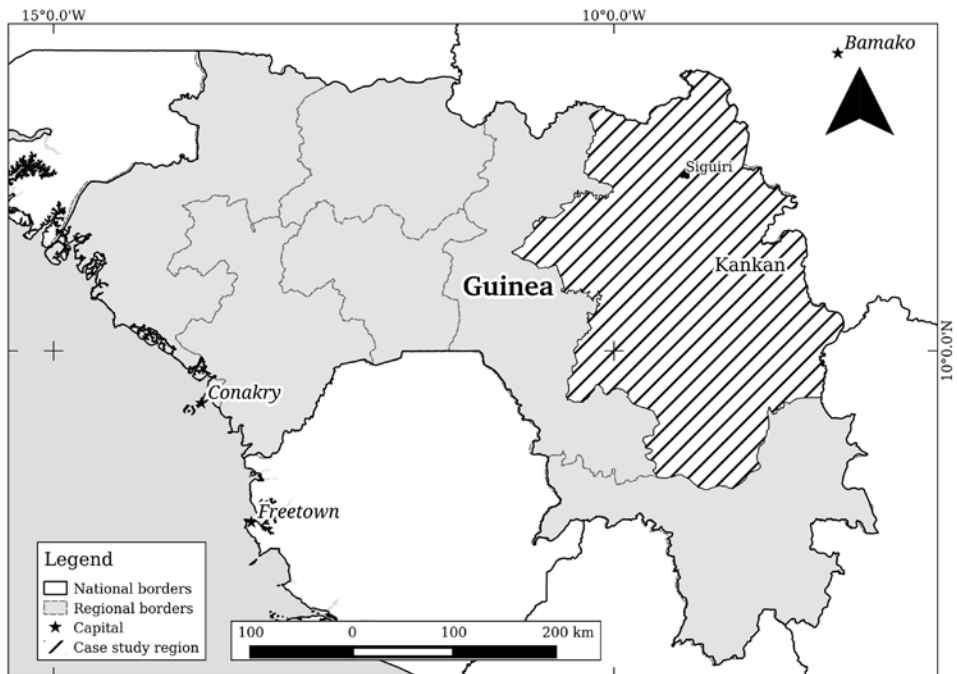 15°0.0'W
10°0.0'W
Bamako
Siguiri
Kankan
Guinea
10°0.0'N
Conakry
Freetown
Legend
National borders
Regional borders
Capital
Case study region
100 0 100 200 km